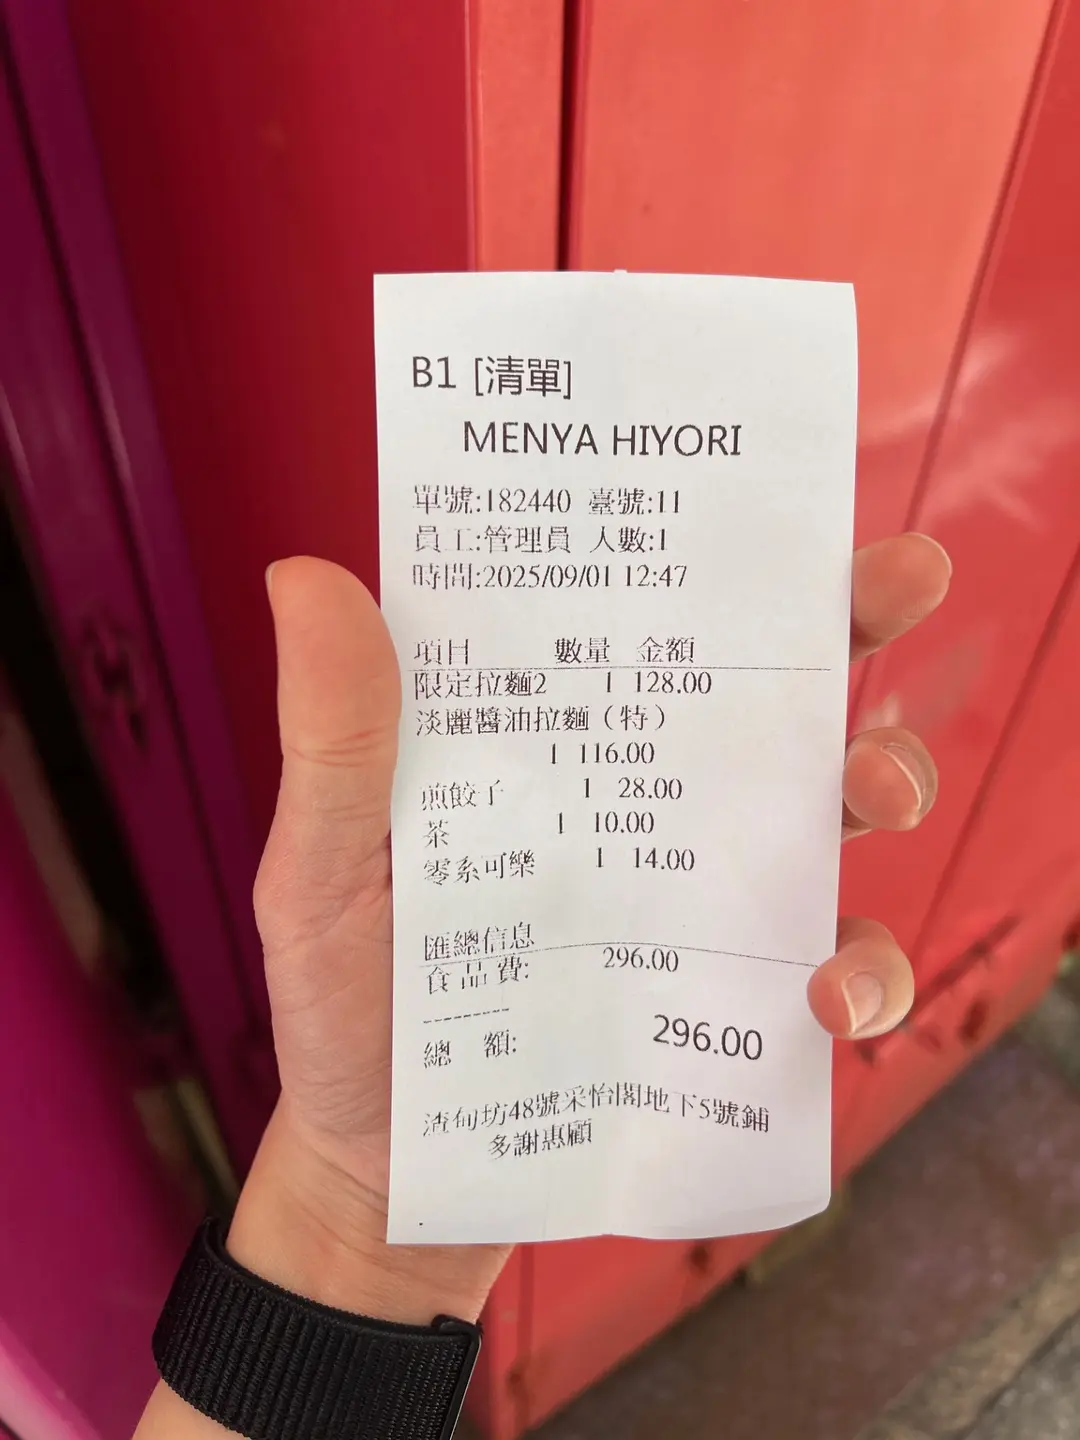 B1 [清單]
MENYA HIYORI
單號:182440 臺號:11
員工:管理員 人數:1
時間:2025/09/01 12:47
項目 數量 金額
限定拉麵2 1 128.00
淡麗醬油拉麵（特）
1 116.00
煎餃子 1 28.00
茶 1 10.00
零系可樂 1 14.00
匯總信息
食品費: 296.00
---------
總 額: 296.00
渣甸坊48號采怡閣地下5號鋪
多謝惠顧